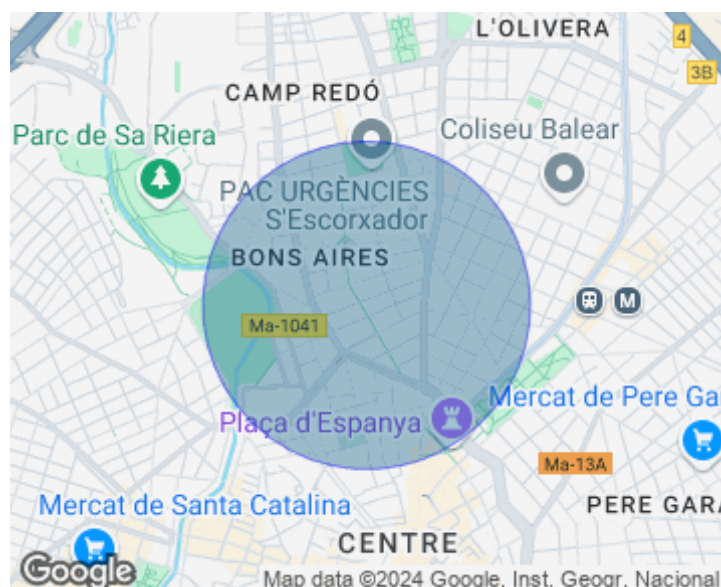 L'OLIVERA
4
3B
CAMP REDÓ
Coliseu Balear
Parc de Sa Riera
PAC URGÈNCIES
S'Escorxador
BONS AIRES
M
Ma-1041
Mercat de Pere Gar
Plaça d'Espanya
Ma-13A
Mercat de Santa Catalina
PERE GARA
CENTRE
Google
Map data ©2024 Google, Inst. Geogr. Nacional